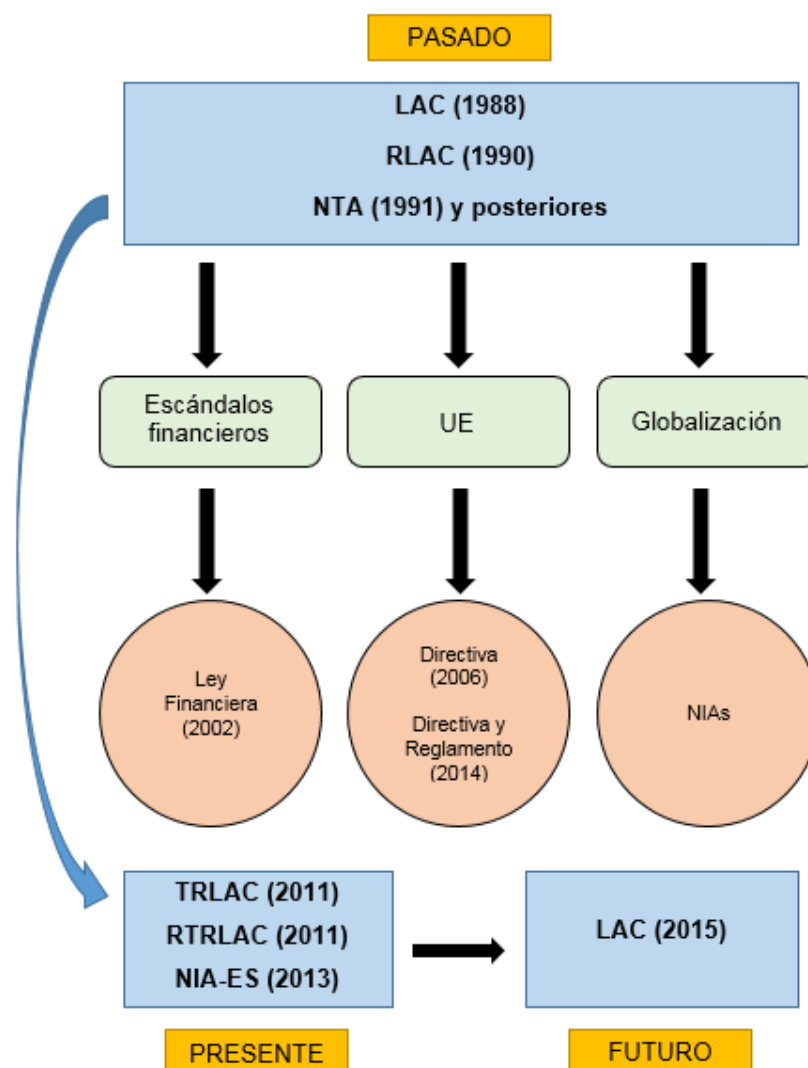 PASADO
LAC (1988)
RLAC (1990)
NTA (1991) y posteriores
Escándalos
financieros
UE
Globalización
Ley
Financiera
(2002)
Directiva
(2006)
Directiva y
Reglamento
(2014)
NIAs
TRLAC (2011)
RTRLAC (2011)
NIA-ES (2013)
LAC (2015)
PRESENTE
FUTURO